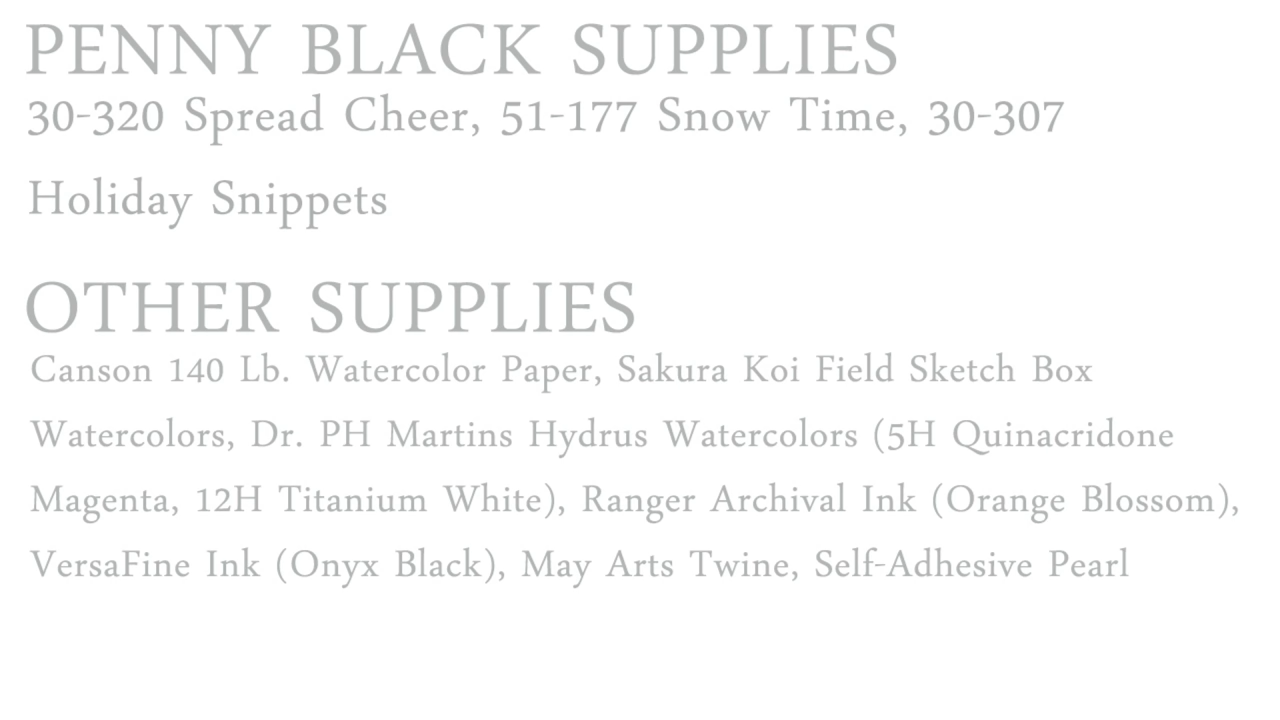 PENNY BLACK SUPPLIES
30-320 Spread Cheer, 51-177 Snow Time, 30-307
Holiday Snippets
OTHER SUPPLIES
Canson 140 Lb. Watercolor Paper, Sakura Koi Field Sketch Box
Watercolors, Dr. PH Martins Hydrus Watercolors (5H Quinacridone
Magenta, 12H Titanium White), Ranger Archival Ink (Orange Blossom),
VersaFine Ink (Onyx Black), May Arts Twine, Self-Adhesive Pearl